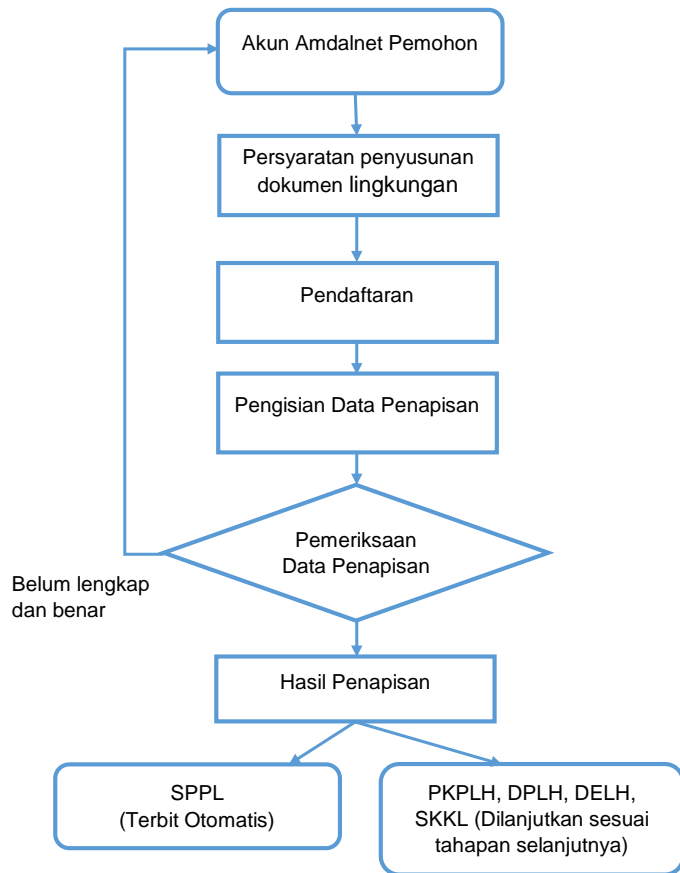 Akun Amdalnet Pemohon
Persyaratan penyusunan
dokumen lingkungan
Pendaftaran
Pengisian Data Penapisan
Pemeriksaan
Data Penapisan
Belum lengkap
dan benar
Hasil Penapisan
SPPL
(Terbit Otomatis)
PKPLH, DPLH, DELH,
SKKL (Dilanjutkan sesuai
tahapan selanjutnya)